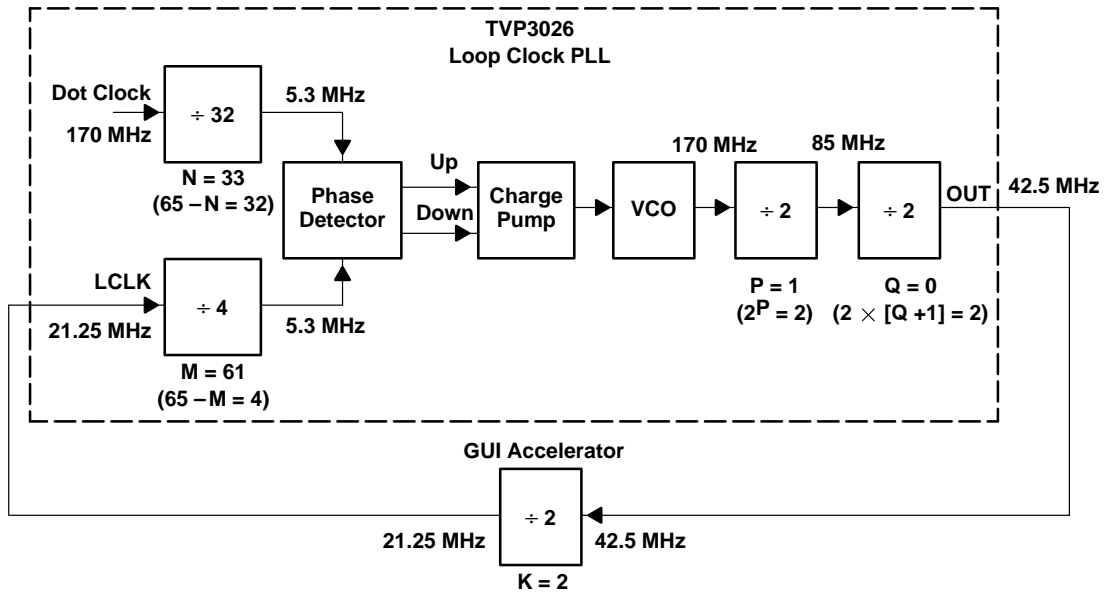 TVP3026
Loop Clock PLL
Dot Clock
170 MHz
÷ 32
5.3 MHz
N = 33
(65 – N = 32)
Phase
Detector
Up
Down
Charge
Pump
VCO
170 MHz
÷ 2
85 MHz
÷ 2
OUT
42.5 MHz
P = 1
(2^P = 2)
Q = 0
(2 × [Q +1] = 2)
LCLK
21.25 MHz
÷ 4
5.3 MHz
M = 61
(65 – M = 4)
GUI Accelerator
÷ 2
21.25 MHz
42.5 MHz
K = 2